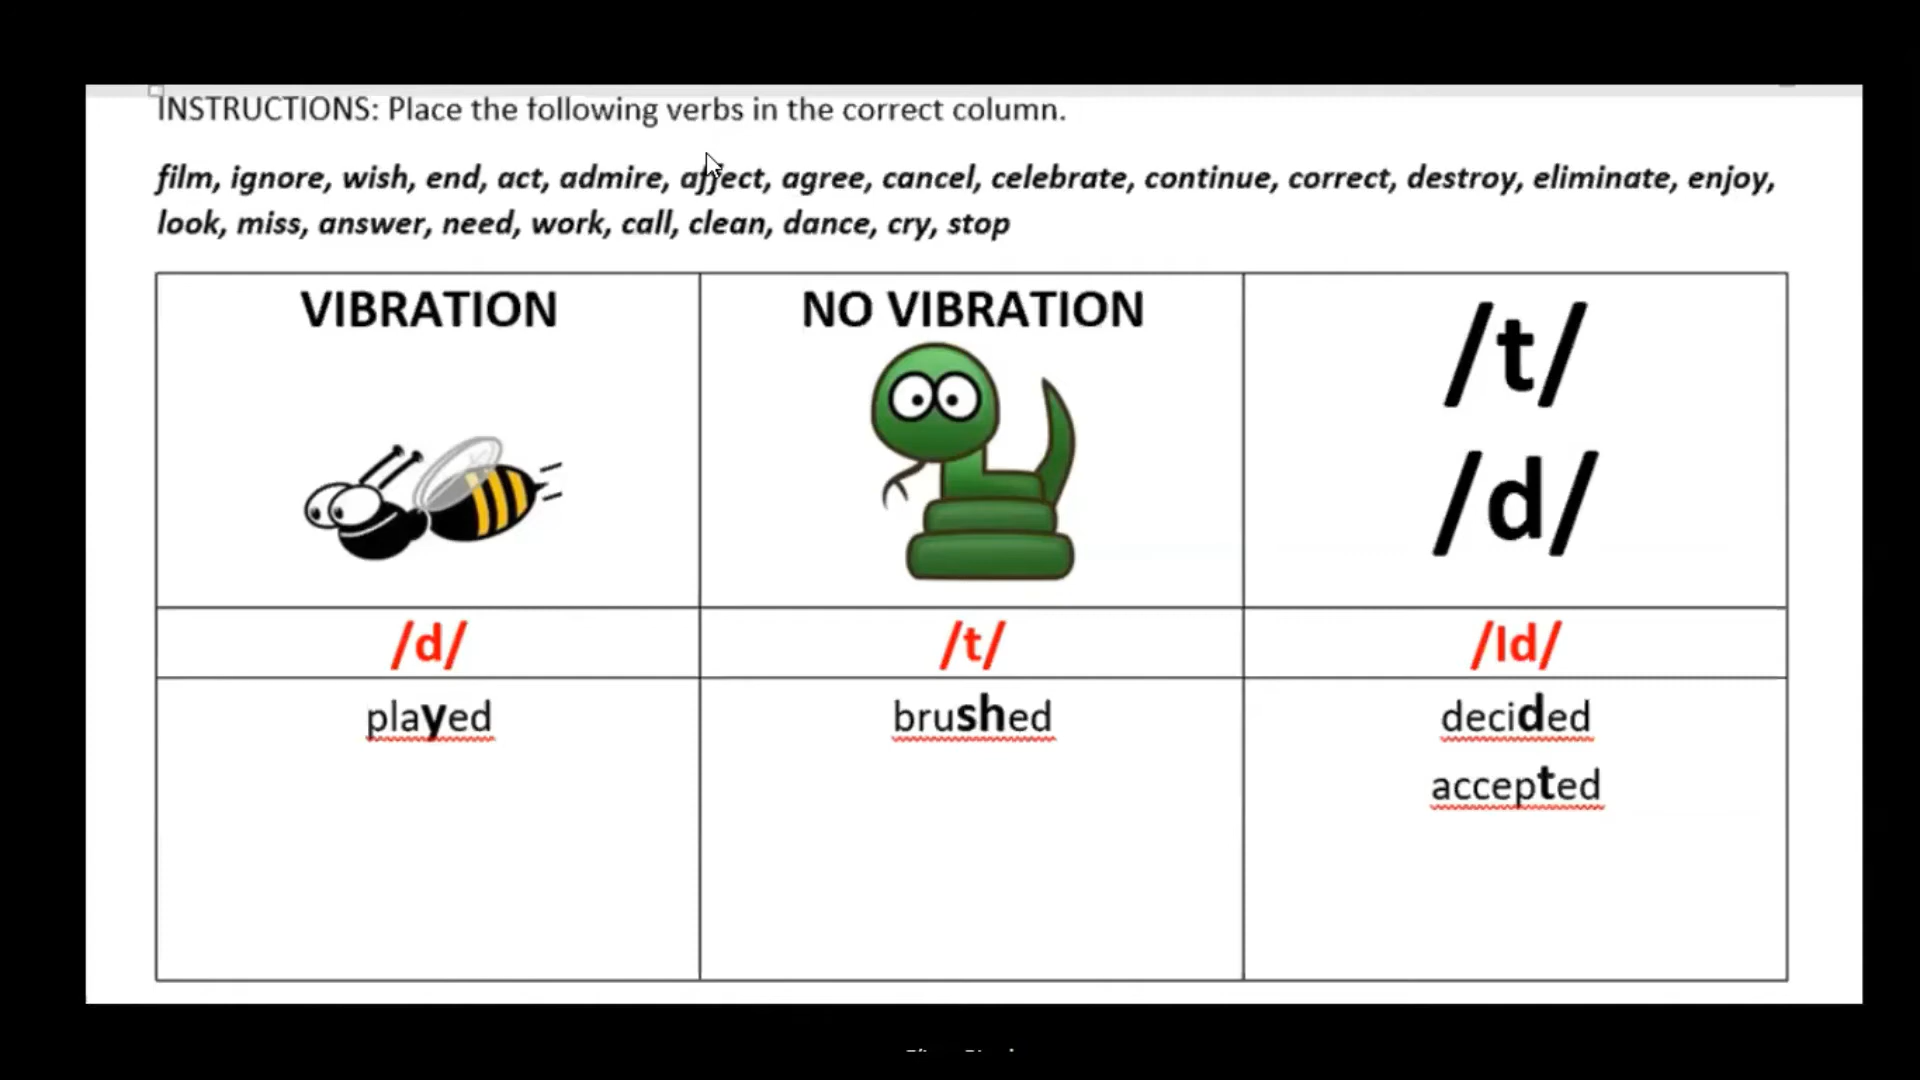 INSTRUCTIONS: Place the following verbs in the correct column.
film, ignore, wish, end, act, admire, affect, agree, cancel, celebrate, continue, correct, destroy, eliminate, enjoy,
look, miss, answer, need, work, call, clean, dance, cry, stop
VIBRATION
NO VIBRATION
/t/
/d/
/d/
/t/
/Id/
played
brushed
decided
accepted